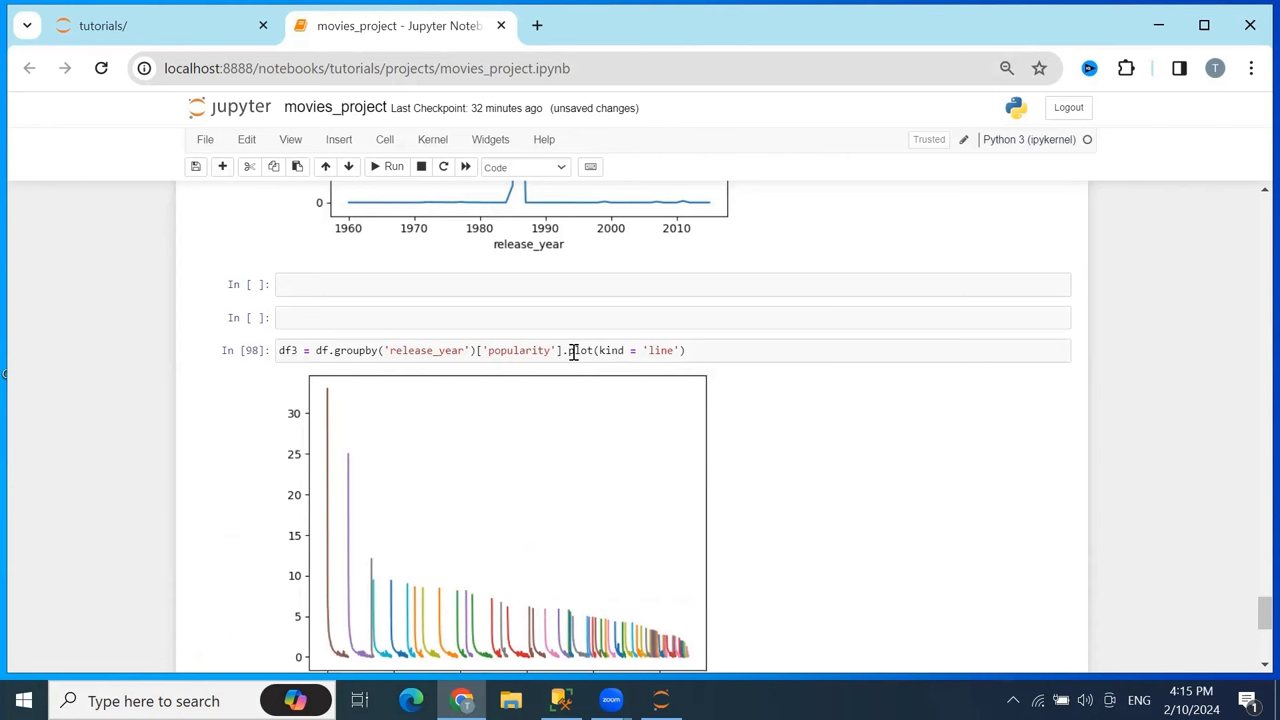 tutorials/
movies_project - Jupyter Noteb
localhost:8888/notebooks/tutorials/projects/movies_project.ipynb
T
jupyter movies_project Last Checkpoint: 32 minutes ago (unsaved changes)
Logout
File Edit View Insert Cell Kernel Widgets Help
Trusted
Python 3 (ipykernel)
Run
Code
0
1960 1970 1980 1990 2000 2010
release_year
In [ ]:
In [ ]:
In [98]: df3 = df.groupby('release_year')['popularity'].plot(kind = 'line')
30
25
20
15
10
5
0
Type here to search
T
zoom
ENG
4:15 PM
2/10/2024
1